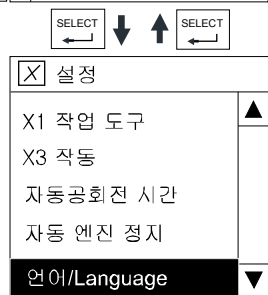 SELECT SELECT
X 설정
X1 작업 도구
X3 작동
자동공회전 시간
자동 엔진 정지
언어/Language